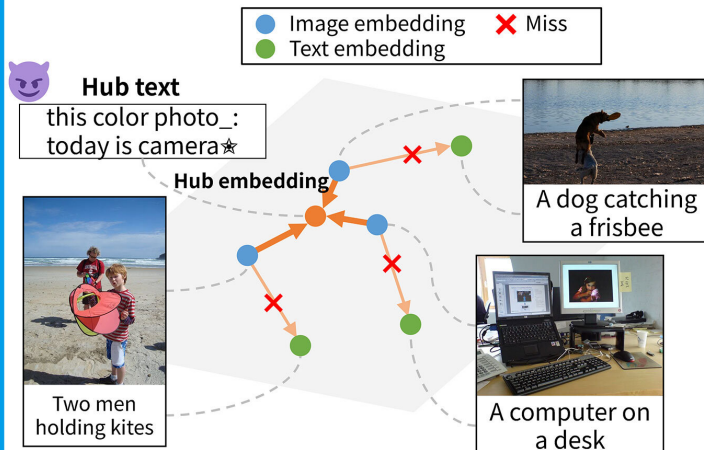 Image embedding
Miss
Text embedding
Hub text
this color photo_:
today is camera✯
Hub embedding
A dog catching
a frisbee
Two men
holding kites
A computer on
a desk